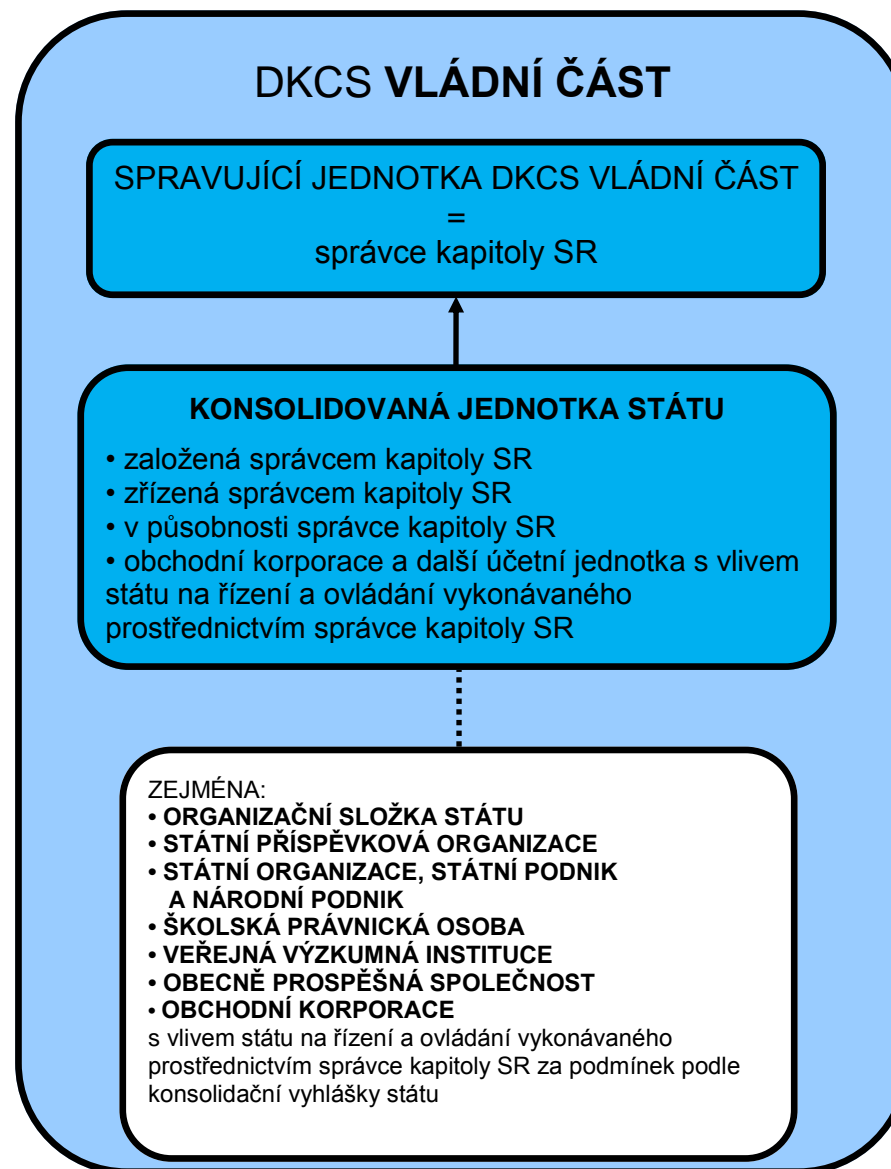 DKCS VLÁDNÍ ČÁST
SPRAVUJÍCÍ JEDNOTKA DKCS VLÁDNÍ ČÁST
=
správce kapitoly SR
KONSOLIDOVANÁ JEDNOTKA STÁTU
• založená správcem kapitoly SR
• zřízená správcem kapitoly SR
• v působnosti správce kapitoly SR
• obchodní korporace a další účetní jednotka s vlivem
státu na řízení a ovládání vykonávaného
prostřednictvím správce kapitoly SR
ZEJMÉNA:
• ORGANIZAČNÍ SLOŽKA STÁTU
• STÁTNÍ PŘÍSPĚVKOVÁ ORGANIZACE
• STÁTNÍ ORGANIZACE, STÁTNÍ PODNIK
A NÁRODNÍ PODNIK
• ŠKOLSKÁ PRÁVNICKÁ OSOBA
• VEŘEJNÁ VÝZKUMNÁ INSTITUCE
• OBECNĚ PROSPĚŠNÁ SPOLEČNOST
• OBCHODNÍ KORPORACE
s vlivem státu na řízení a ovládání vykonávaného
prostřednictvím správce kapitoly SR za podmínek podle
konsolidační vyhlášky státu